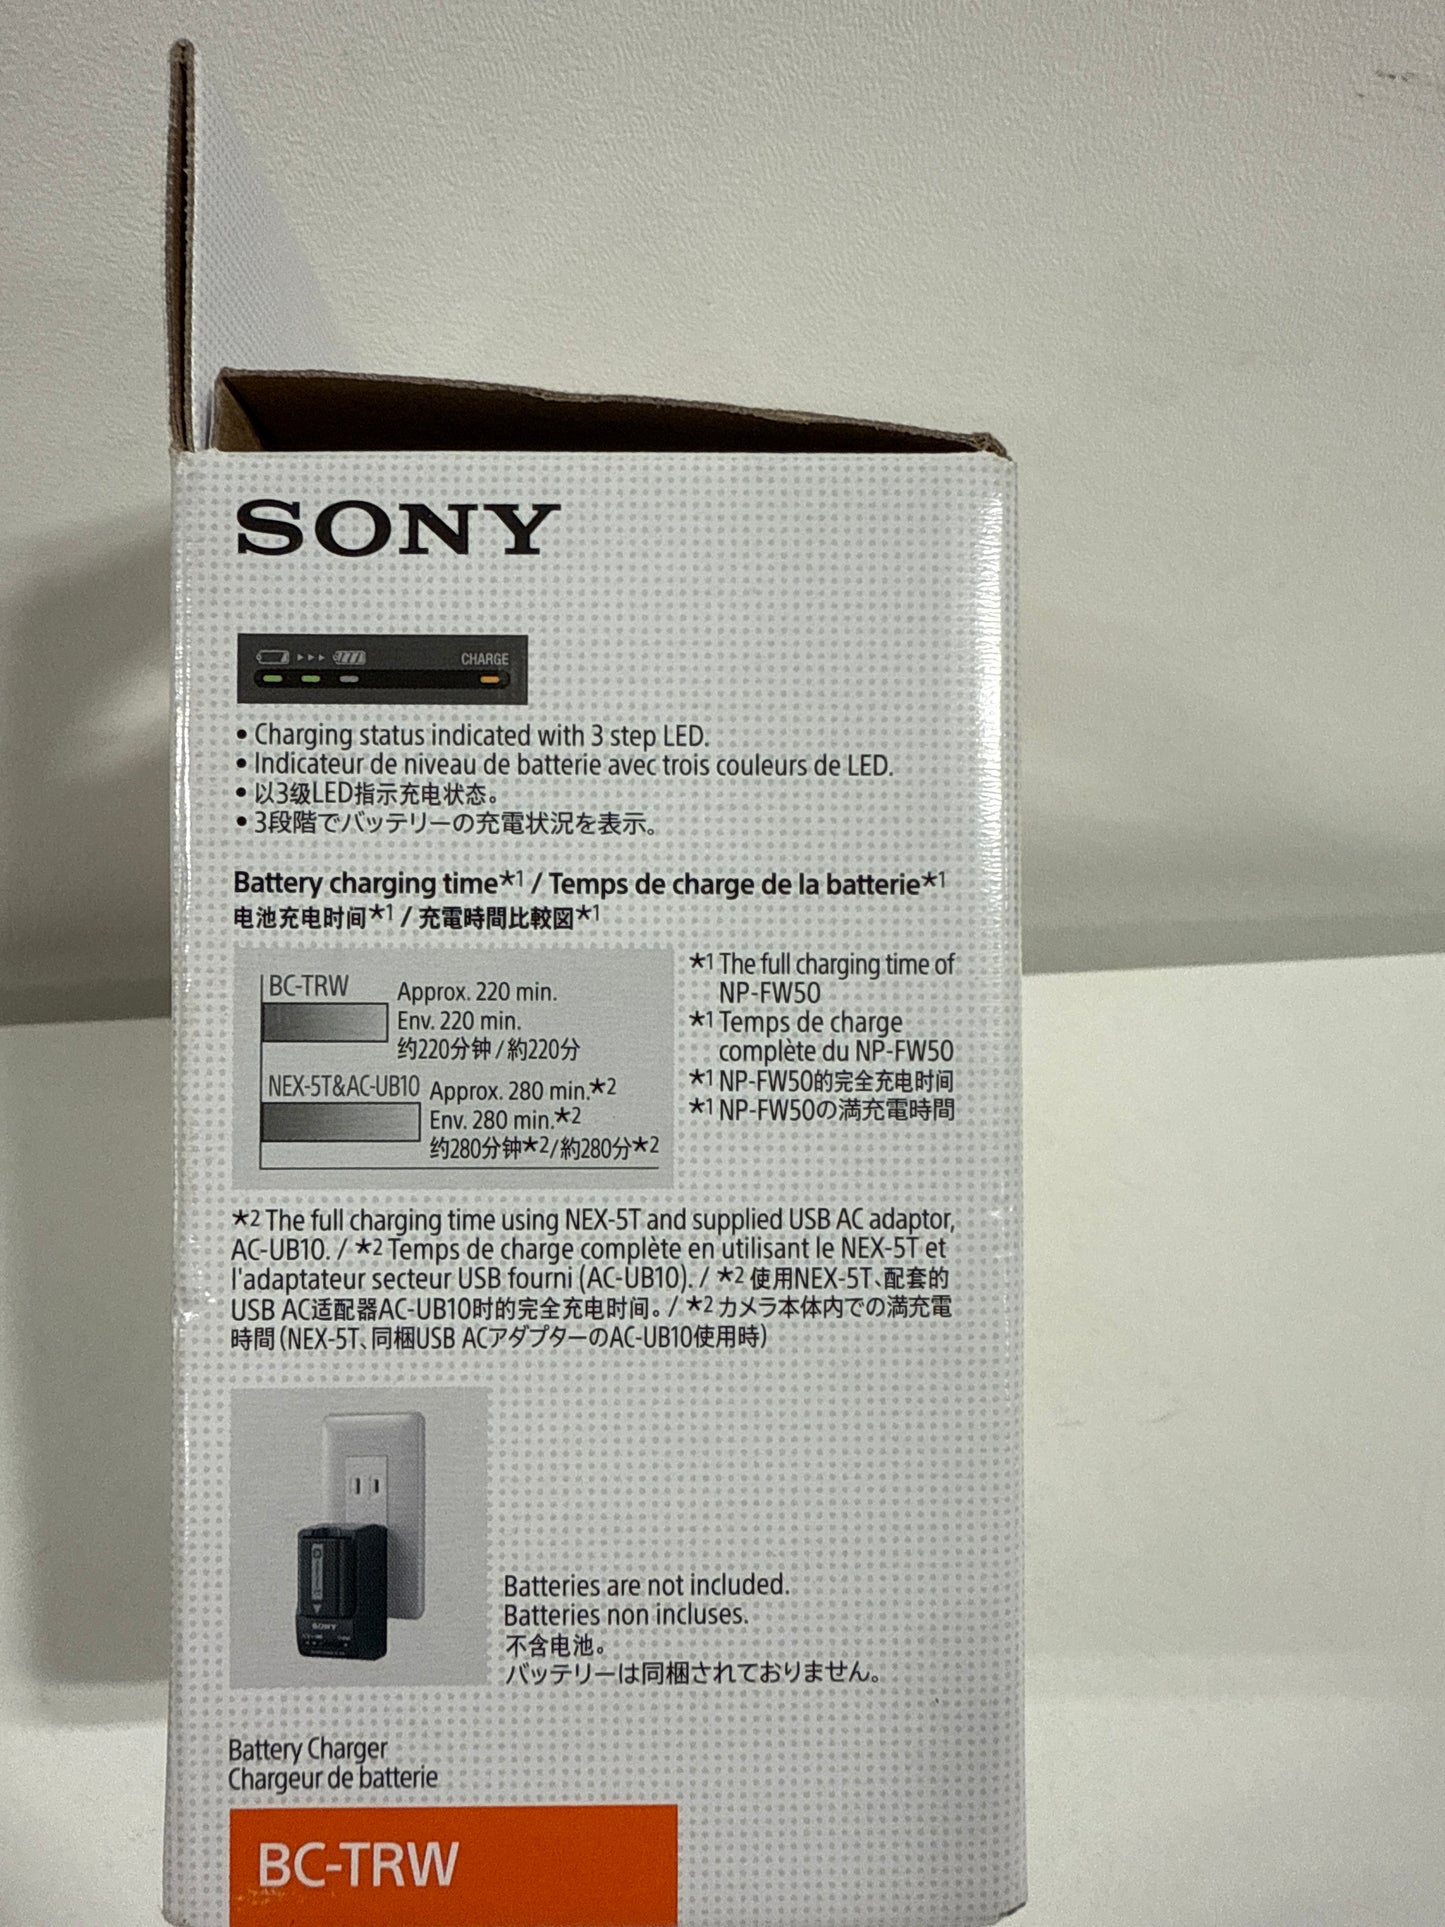 SONY
CHARGE
• Charging status indicated with 3 step LED.
• Indicateur de niveau de batterie avec trois couleurs de LED.
• 以3级LED指示充电状态。
• 3段階でバッテリーの充電状況を表示。
Battery charging time★1 / Temps de charge de la batterie★1
电池充电时间★1 / 充電時間比較図★1
BC-TRW
Approx. 220 min.
Env. 220 min.
约220分钟 / 約220分
NEX-5T&AC-UB10
Approx. 280 min.★2
Env. 280 min.★2
约280分钟★2/約280分★2
★1 The full charging time of
NP-FW50
★1 Temps de charge
complète du NP-FW50
★1 NP-FW50的完全充电时间
★1 NP-FW50の満充電時間
★2 The full charging time using NEX-5T and supplied USB AC adaptor,
AC-UB10. / ★2 Temps de charge complète en utilisant le NEX-5T et
l'adaptateur secteur USB fourni (AC-UB10). / ★2 使用NEX-5T、配套的
USB AC适配器AC-UB10时的完全充电时间。/ ★2 カメラ本体内での満充電
時間 (NEX-5T、同梱USB ACアダプターのAC-UB10使用時)
SONY
Batteries are not included.
Batteries non incluses.
不含电池。
バッテリーは同梱されておりません。
Battery Charger
Chargeur de batterie
BC-TRW